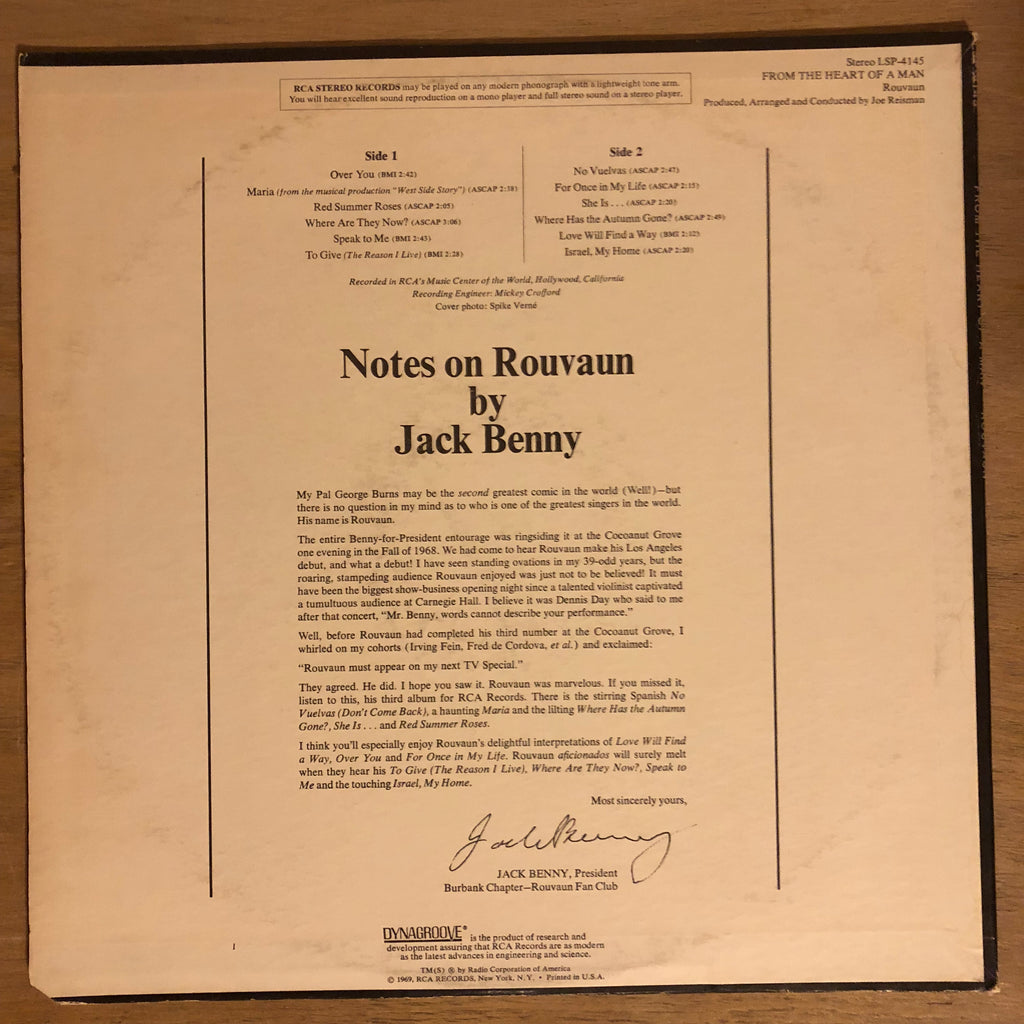 Stereo LSP-4145
FROM THE HEART OF A MAN
Rouvaun
Produced, Arranged and Conducted by Joe Reisman
RCA STEREO RECORDS may be played on any modern phonograph with a lightweight tone arm.
You will hear excellent sound reproduction on a mono player and full stereo sound on a stereo player.
Side 1
Over You (BMI 2:42)
Maria (from the musical production "West Side Story") (ASCAP 2:38)
Red Summer Roses (ASCAP 2:05)
Where Are They Now? (ASCAP 3:06)
Speak to Me (BMI 2:43)
To Give (The Reason I Live) (BMI 2:28)
Side 2
No Vuelvas (ASCAP 2:47)
For Once in My Life (ASCAP 2:15)
She Is . . . (ASCAP 2:20)
Where Has the Autumn Gone? (ASCAP 2:49)
Love Will Find a Way (BMI 2:12)
Israel, My Home (ASCAP 2:20)
Recorded in RCA's Music Center of the World, Hollywood, California
Recording Engineer: Mickey Crofford
Cover photo: Spike Verné
Notes on Rouvaun
by
Jack Benny
My Pal George Burns may be the second greatest comic in the world (Well!)—but
there is no question in my mind as to who is one of the greatest singers in the world.
His name is Rouvaun.
The entire Benny-for-President entourage was ringsiding it at the Cocoanut Grove
one evening in the Fall of 1968. We had come to hear Rouvaun make his Los Angeles
debut, and what a debut! I have seen standing ovations in my 39-odd years, but the
roaring, stampeding audience Rouvaun enjoyed was just not to be believed! It must
have been the biggest show-business opening night since a talented violinist captivated
a tumultuous audience at Carnegie Hall. I believe it was Dennis Day who said to me
after that concert, "Mr. Benny, words cannot describe your performance."
Well, before Rouvaun had completed his third number at the Cocoanut Grove, I
whirled on my cohorts (Irving Fein, Fred de Cordova, et al.) and exclaimed:
"Rouvaun must appear on my next TV Special."
They agreed. He did. I hope you saw it. Rouvaun was marvelous. If you missed it,
listen to this, his third album for RCA Records. There is the stirring Spanish No
Vuelvas (Don't Come Back), a haunting Maria and the lilting Where Has the Autumn
Gone?, She Is . . . and Red Summer Roses.
I think you'll especially enjoy Rouvaun's delightful interpretations of Love Will Find
a Way, Over You and For Once in My Life. Rouvaun aficionados will surely melt
when they hear his To Give (The Reason I Live), Where Are They Now?, Speak to
Me and the touching Israel, My Home.
Most sincerely yours,
Jack Benny
JACK BENNY, President
Burbank Chapter—Rouvaun Fan Club
DYNAGROOVE® is the product of research and
development assuring that RCA Records are as modern
as the latest advances in engineering and science.
TM(S) ® by Radio Corporation of America
© 1969, RCA RECORDS, New York, N.Y. • Printed in U.S.A.